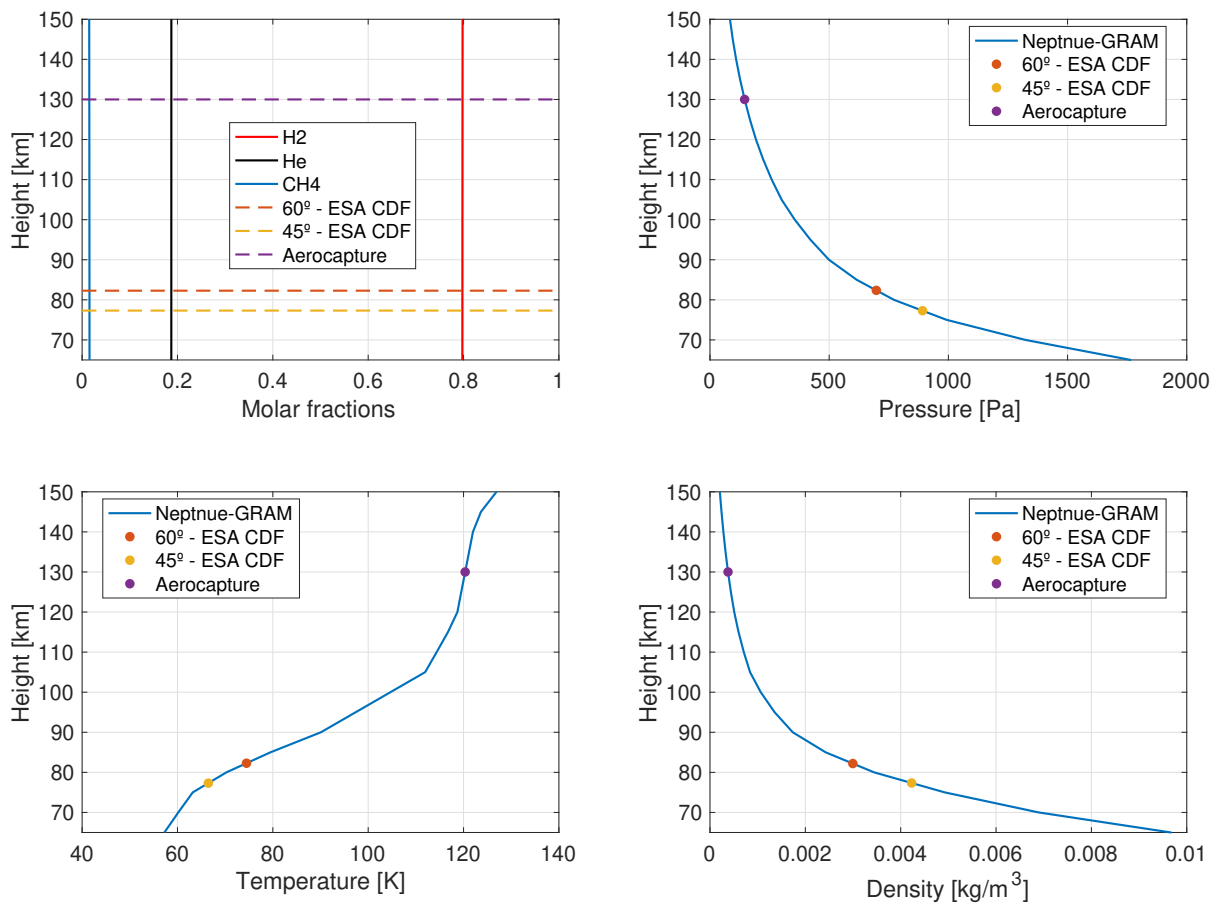 150
140
130
120
110
100
90
80
70
Height [km]
0
0.2
0.4
0.6
0.8
1
Molar fractions
H2
He
CH4
60º - ESA CDF
45º - ESA CDF
Aerocapture
150
140
130
120
110
100
90
80
70
Height [km]
0
500
1000
1500
2000
Pressure [Pa]
Neptnue-GRAM
60º - ESA CDF
45º - ESA CDF
Aerocapture
150
140
130
120
110
100
90
80
70
Height [km]
40
60
80
100
120
140
Temperature [K]
Neptnue-GRAM
60º - ESA CDF
45º - ESA CDF
Aerocapture
150
140
130
120
110
100
90
80
70
Height [km]
0
0.002
0.004
0.006
0.008
0.01
Density [kg/m³]
Neptnue-GRAM
60º - ESA CDF
45º - ESA CDF
Aerocapture